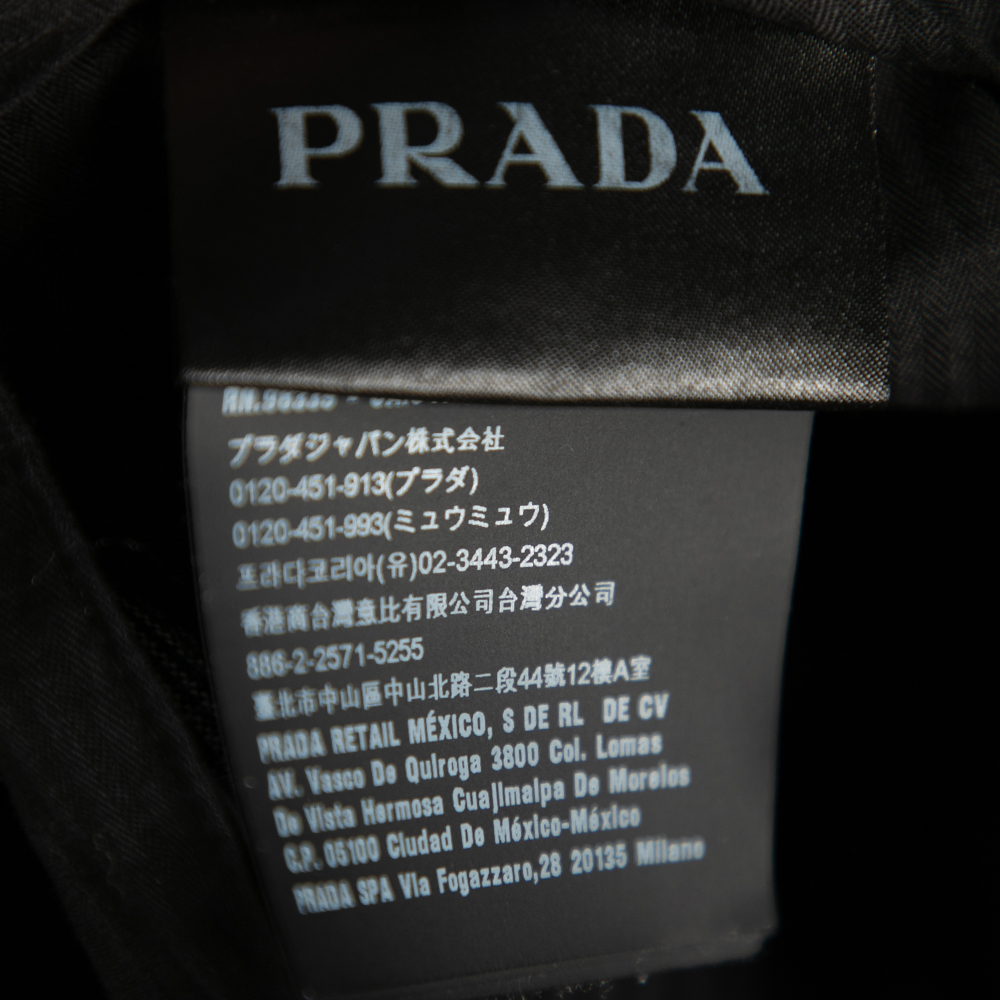 PRADA
プラダジャパン株式会社
0120-451-913(プラダ)
0120-451-993(ミュウミュウ)
프라다코리아(유)02-3443-2323
香港商台灣意比有限公司台灣分公司
886-2-2571-5255
臺北市中山區中山北路二段44號12樓A室
PRADA RETAIL MÉXICO, S DE RL DE CV
AV. Vasco De Quiroga 3800 Col. Lomas
De Vista Hermosa Cuajimalpa De Morelos
C.P. 05100 Ciudad De México-México
PRADA SPA Via Fogazzaro,28 20135 Milano